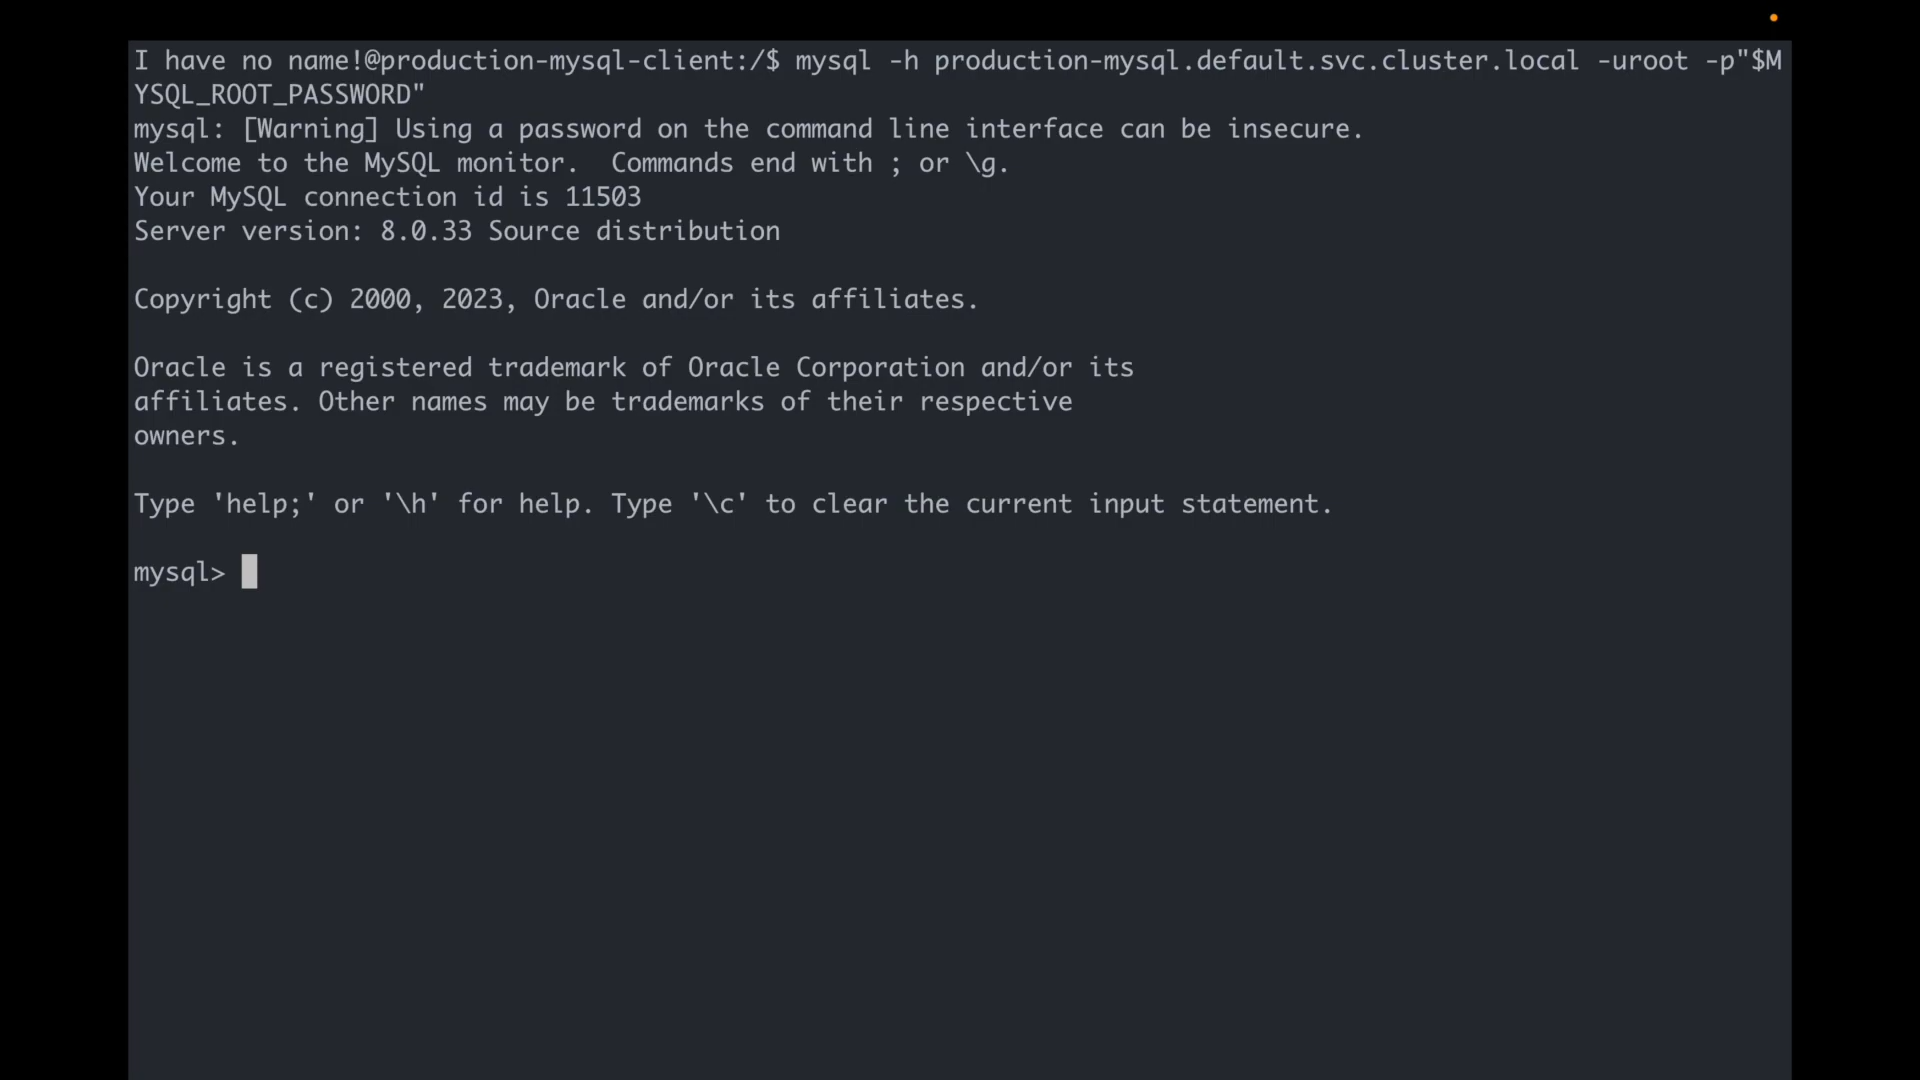 I have no name!@production-mysql-client:/$ mysql -h production-mysql.default.svc.cluster.local -uroot -p"$M
YSQL_ROOT_PASSWORD"
mysql: [Warning] Using a password on the command line interface can be insecure.
Welcome to the MySQL monitor.  Commands end with ; or \g.
Your MySQL connection id is 11503
Server version: 8.0.33 Source distribution

Copyright (c) 2000, 2023, Oracle and/or its affiliates.

Oracle is a registered trademark of Oracle Corporation and/or its
affiliates. Other names may be trademarks of their respective
owners.

Type 'help;' or '\h' for help. Type '\c' to clear the current input statement.

mysql>